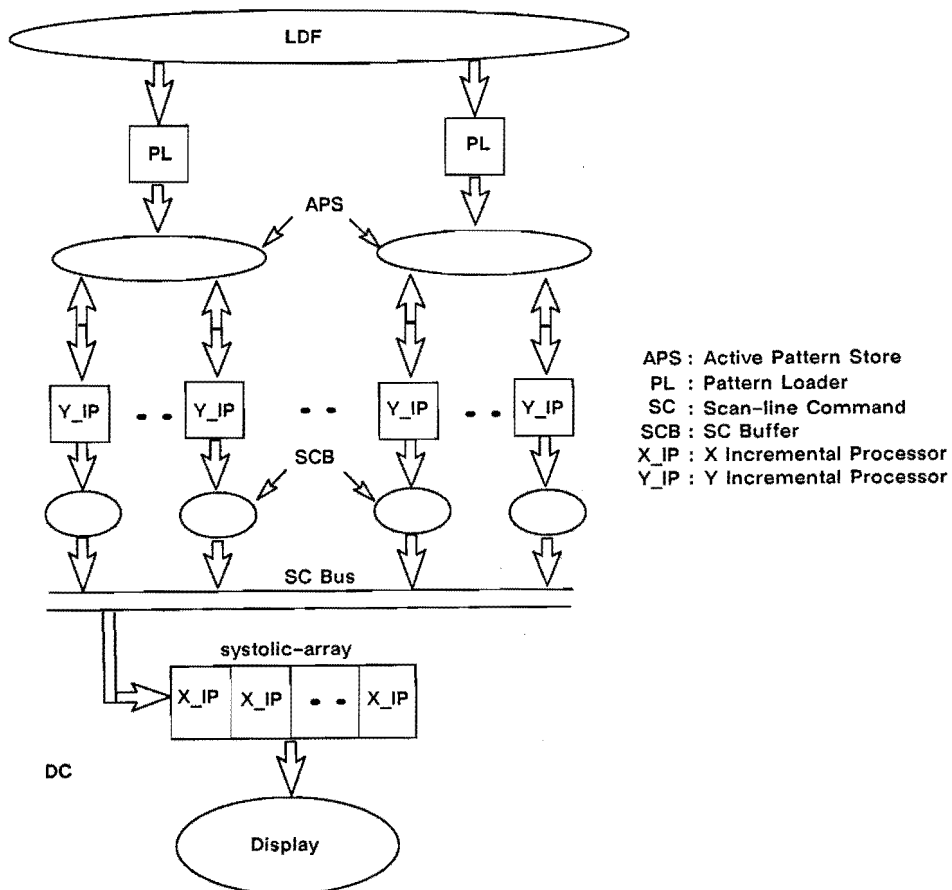 LDF
PL
PL
APS
Y_IP
Y_IP
Y_IP
Y_IP
APS : Active Pattern Store
PL : Pattern Loader
SC : Scan-line Command
SCB : SC Buffer
X_IP : X Incremental Processor
Y_IP : Y Incremental Processor
SCB
SC Bus
systolic-array
X_IP
X_IP
X_IP
DC
Display